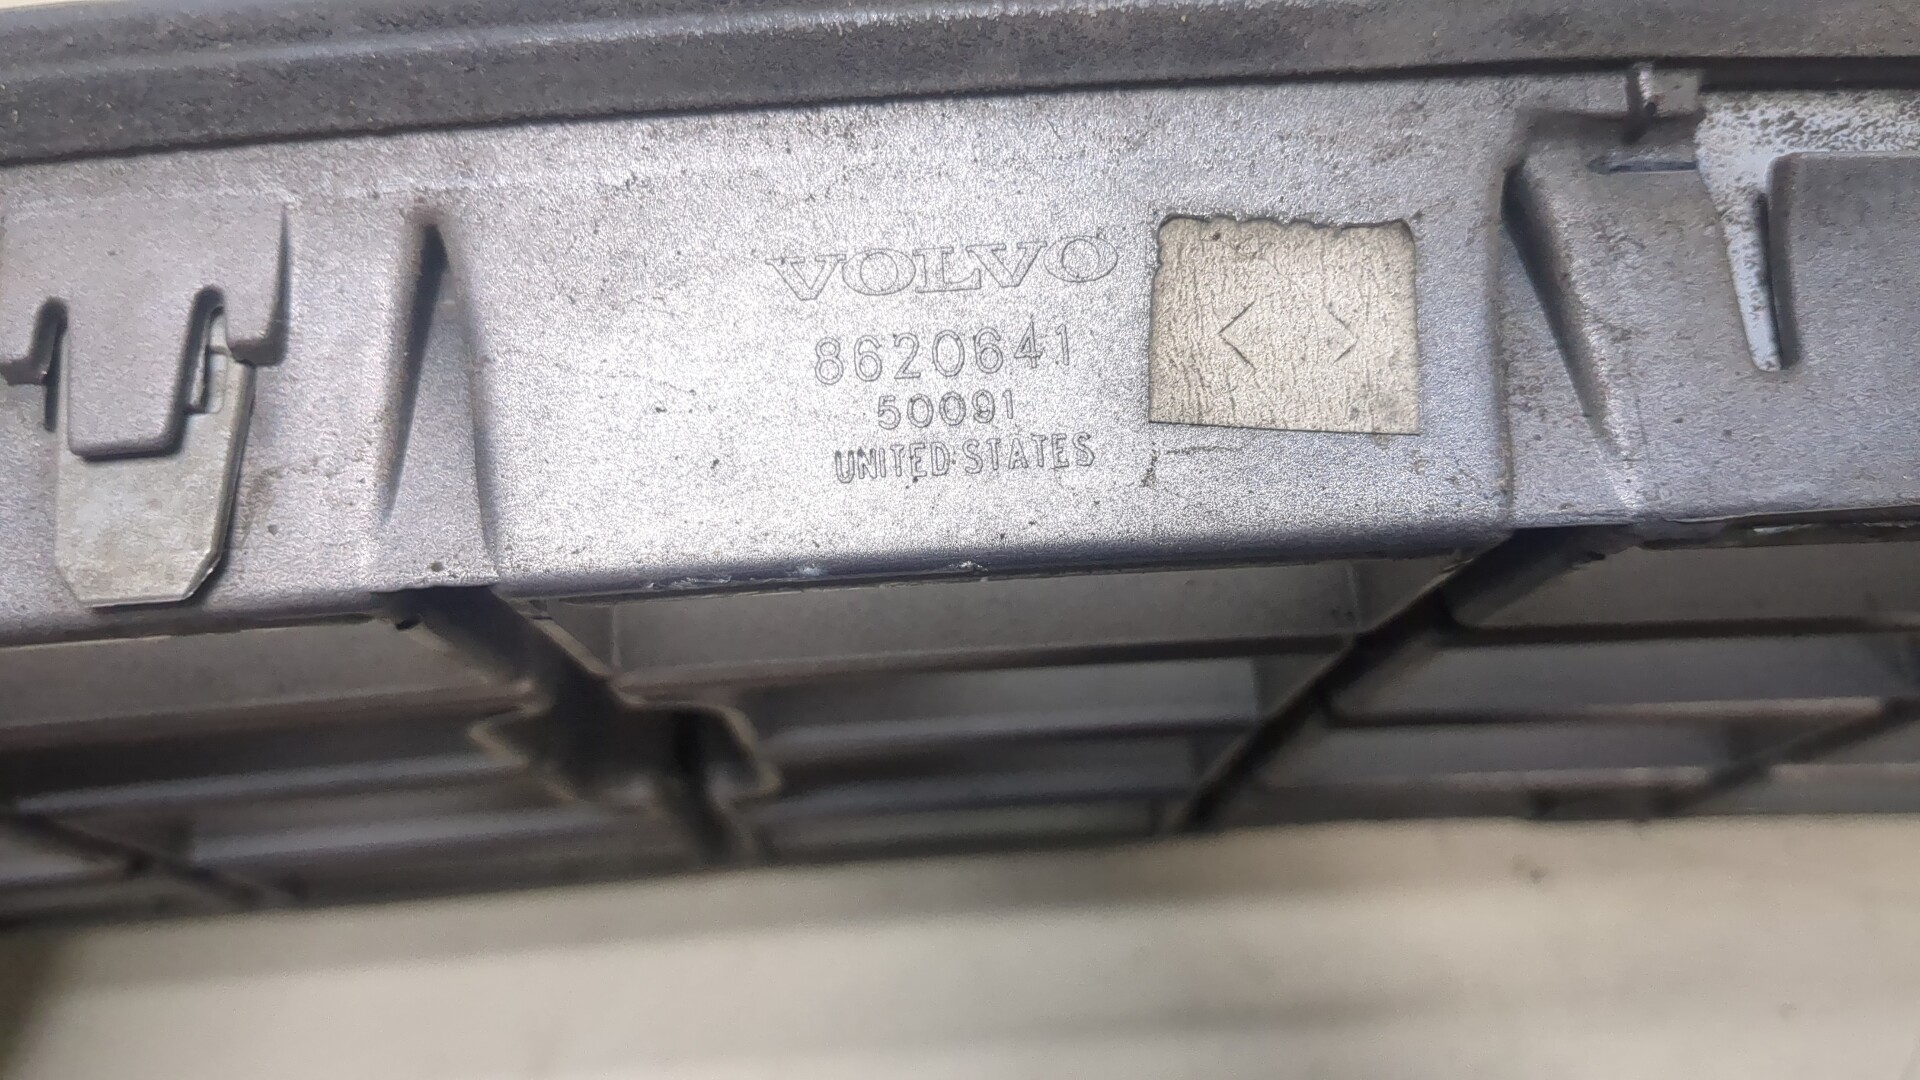 VOLVO
8620641
50091
UNITED STATES
< >